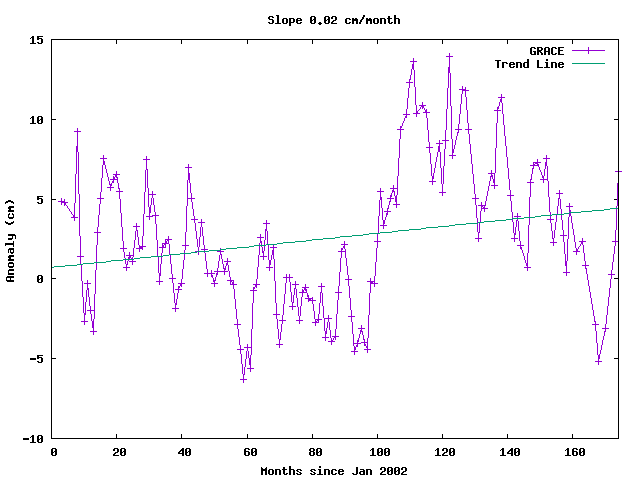 Slope 0.02 cm/month
15
GRACE
Trend Line
10
5
0
-5
-10
Anomaly (cm)
0 20 40 60 80 100 120 140 160
Months since Jan 2002